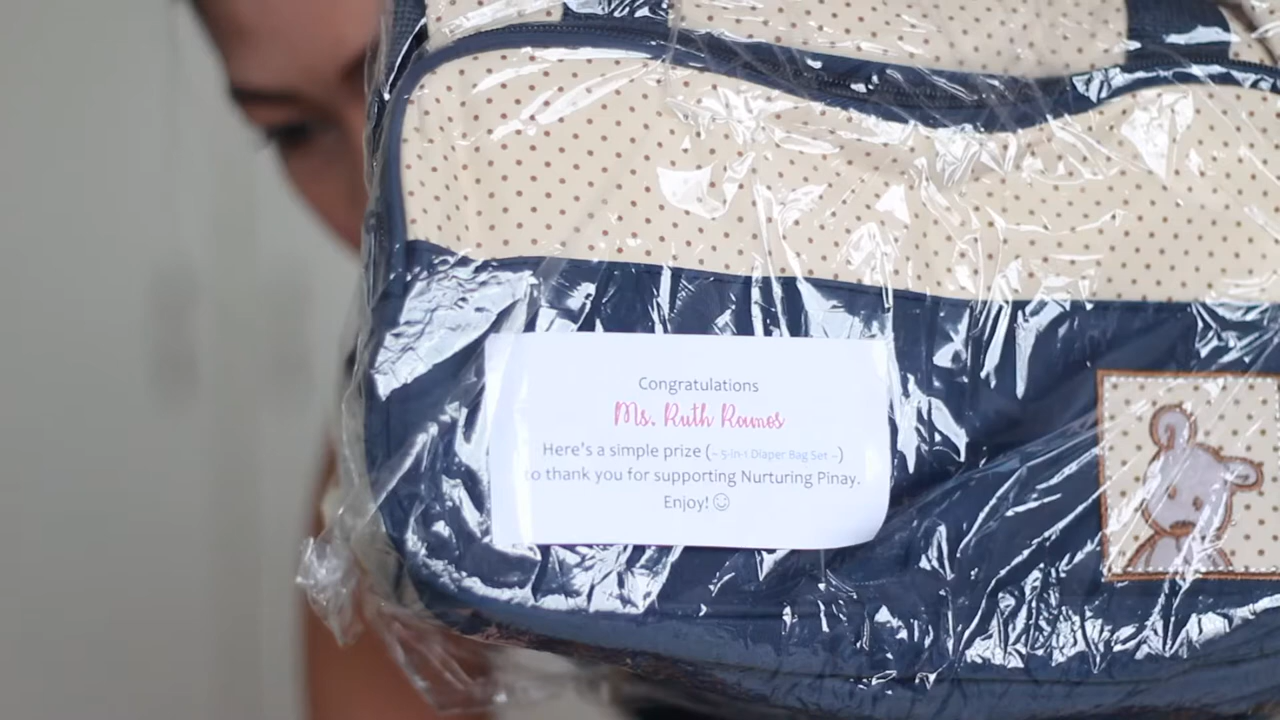 Congratulations
Ms. Ruth Ramos
Here's a simple prize (~ 5-in-1 Diaper Bag Set ~)
to thank you for supporting Nurturing Pinay.
Enjoy! ☺